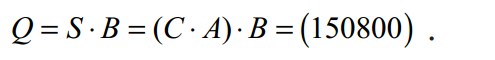 Q = S · B = (C · A) · B = (150800) .